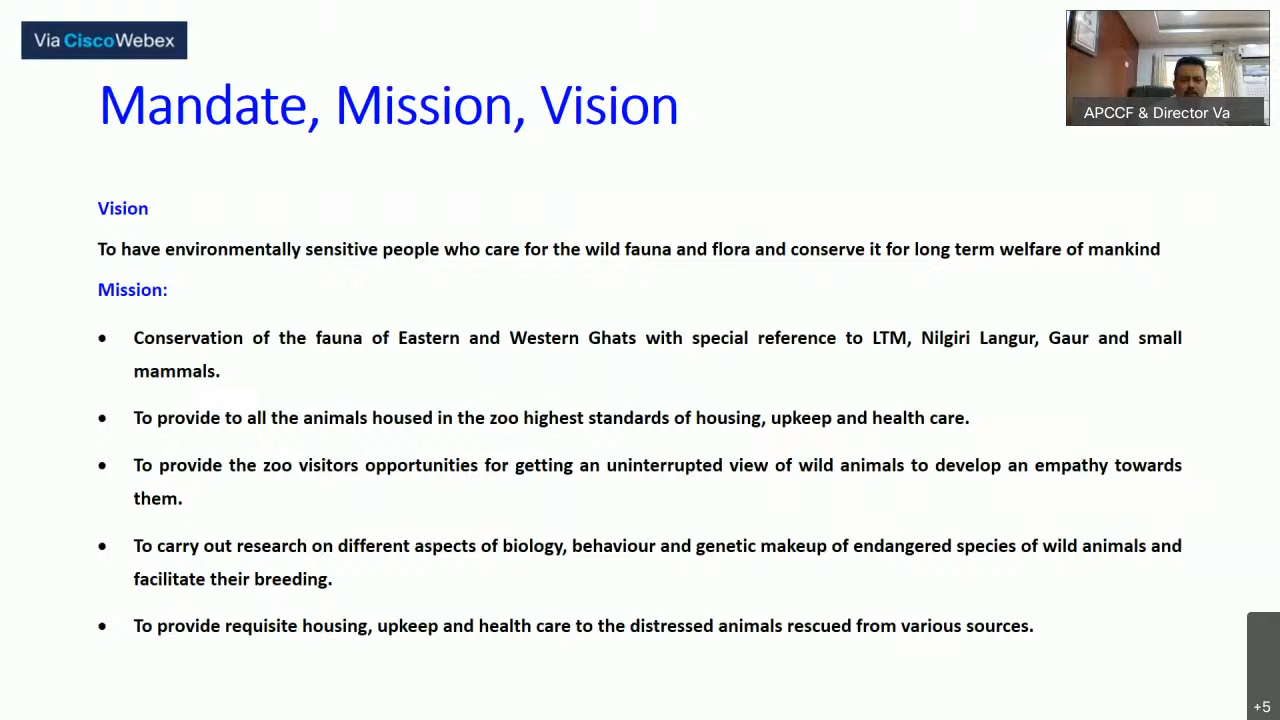 Via Cisco Webex
APCCF & Director Va
Mandate, Mission, Vision
Vision
To have environmentally sensitive people who care for the wild fauna and flora and conserve it for long term welfare of mankind
Mission:
• Conservation of the fauna of Eastern and Western Ghats with special reference to LTM, Nilgiri Langur, Gaur and small
mammals.
• To provide to all the animals housed in the zoo highest standards of housing, upkeep and health care.
• To provide the zoo visitors opportunities for getting an uninterrupted view of wild animals to develop an empathy towards
them.
• To carry out research on different aspects of biology, behaviour and genetic makeup of endangered species of wild animals and
facilitate their breeding.
• To provide requisite housing, upkeep and health care to the distressed animals rescued from various sources.
+5